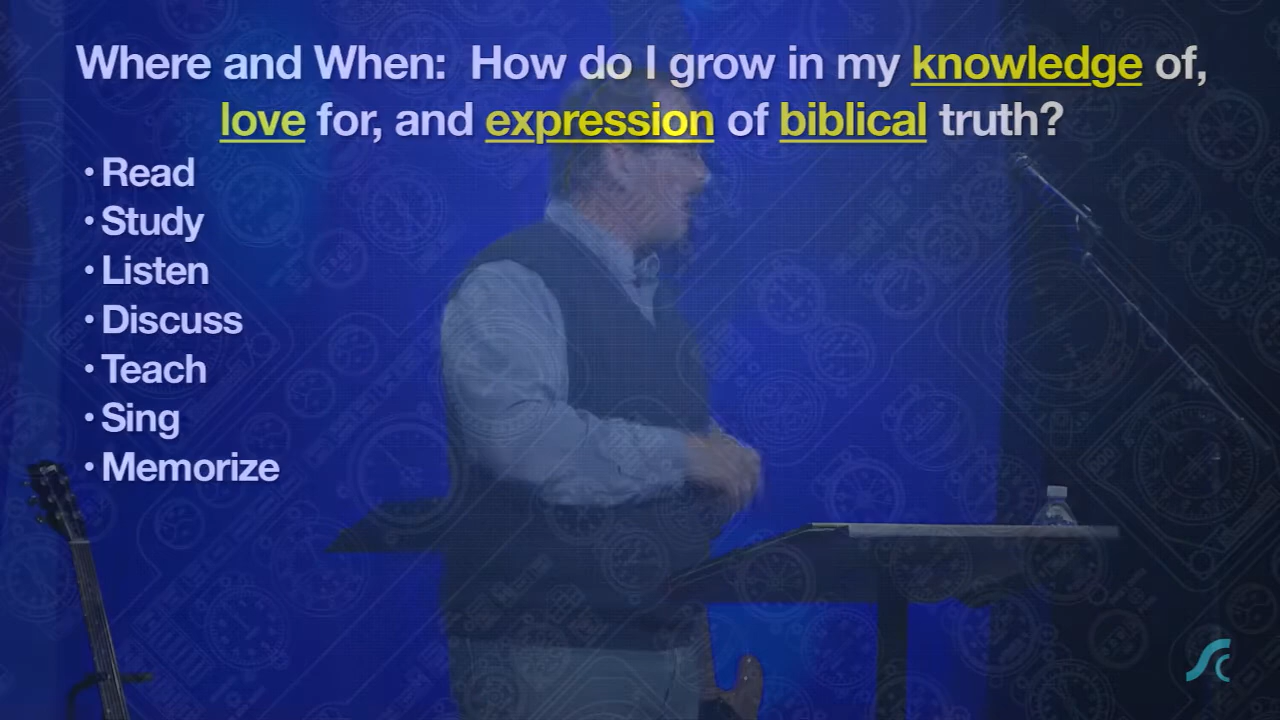 Where and When: How do I grow in my knowledge of,
love for, and expression of biblical truth?
• Read
• Study
• Listen
• Discuss
• Teach
• Sing
• Memorize